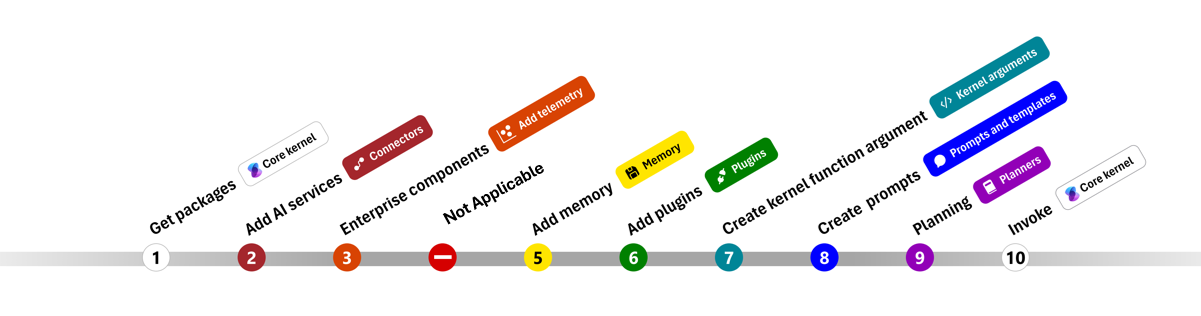 Get packages Core kernel
Add AI services Connectors
Enterprise components Add telemetry
Not Applicable
Add memory Memory
Add plugins Plugins
Create kernel function argument Kernel arguments
Create prompts Prompts and templates
Planning Planners
Invoke Core kernel
1 2 3 5 6 7 8 9 10